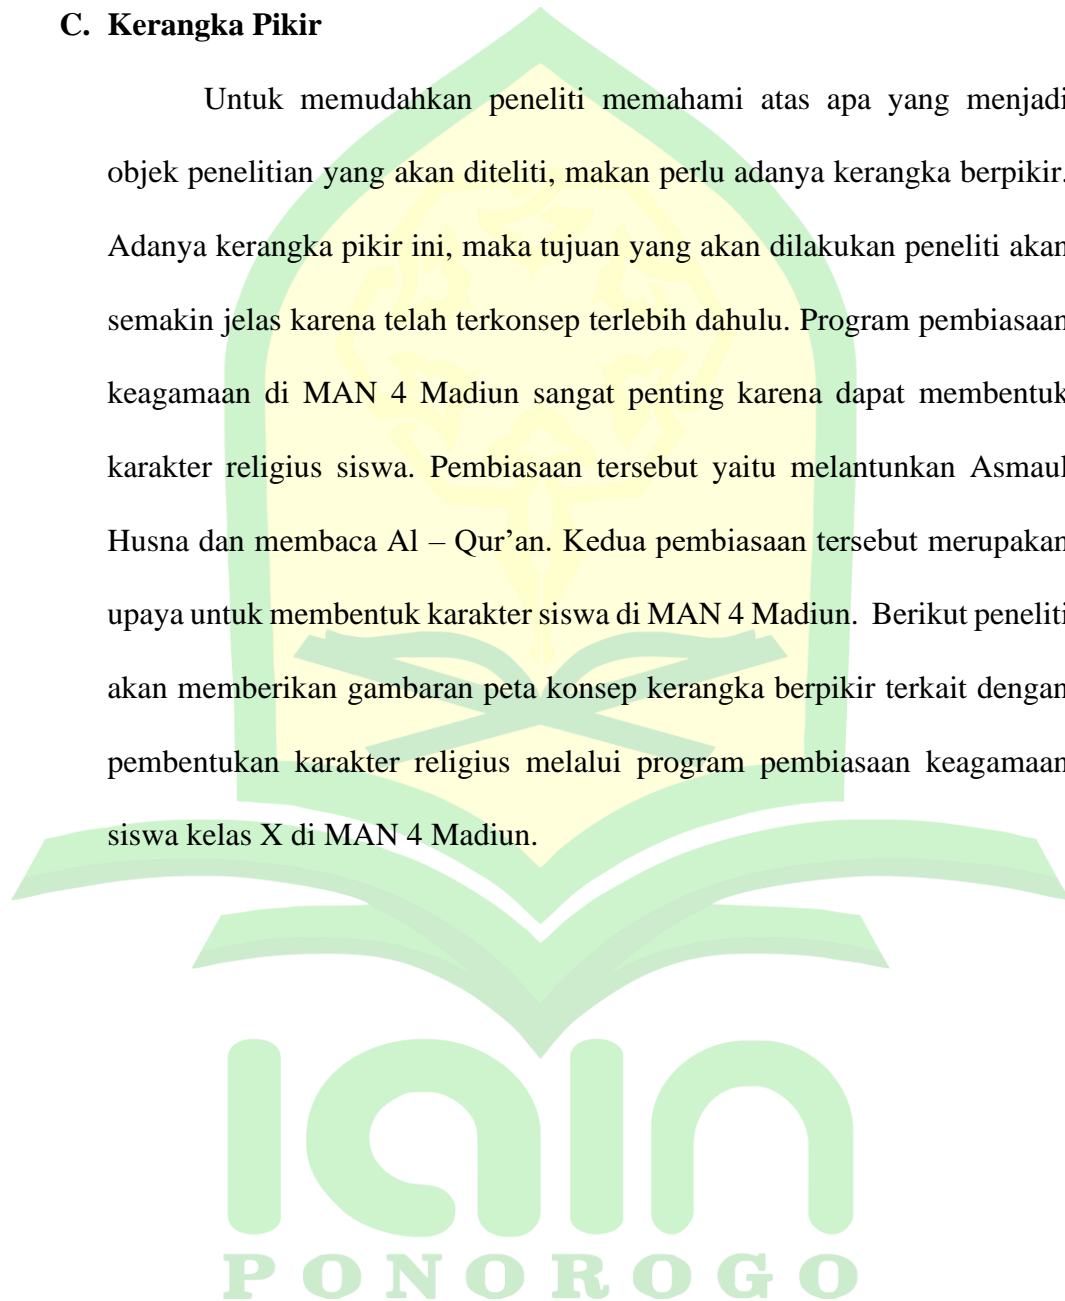 C. Kerangka Pikir
Untuk memudahkan peneliti memahami atas apa yang menjadi
objek penelitian yang akan diteliti, makan perlu adanya kerangka berpikir.
Adanya kerangka pikir ini, maka tujuan yang akan dilakukan peneliti akan
semakin jelas karena telah terkonsep terlebih dahulu. Program pembiasaan
keagamaan di MAN 4 Madiun sangat penting karena dapat membentuk
karakter religius siswa. Pembiasaan tersebut yaitu melantunkan Asmaul
Husna dan membaca Al – Qur’an. Kedua pembiasaan tersebut merupakan
upaya untuk membentuk karakter siswa di MAN 4 Madiun.  Berikut peneliti
akan memberikan gambaran peta konsep kerangka berpikir terkait dengan
pembentukan karakter religius melalui program pembiasaan keagamaan
siswa kelas X di MAN 4 Madiun.
IAIN
PONOROGO